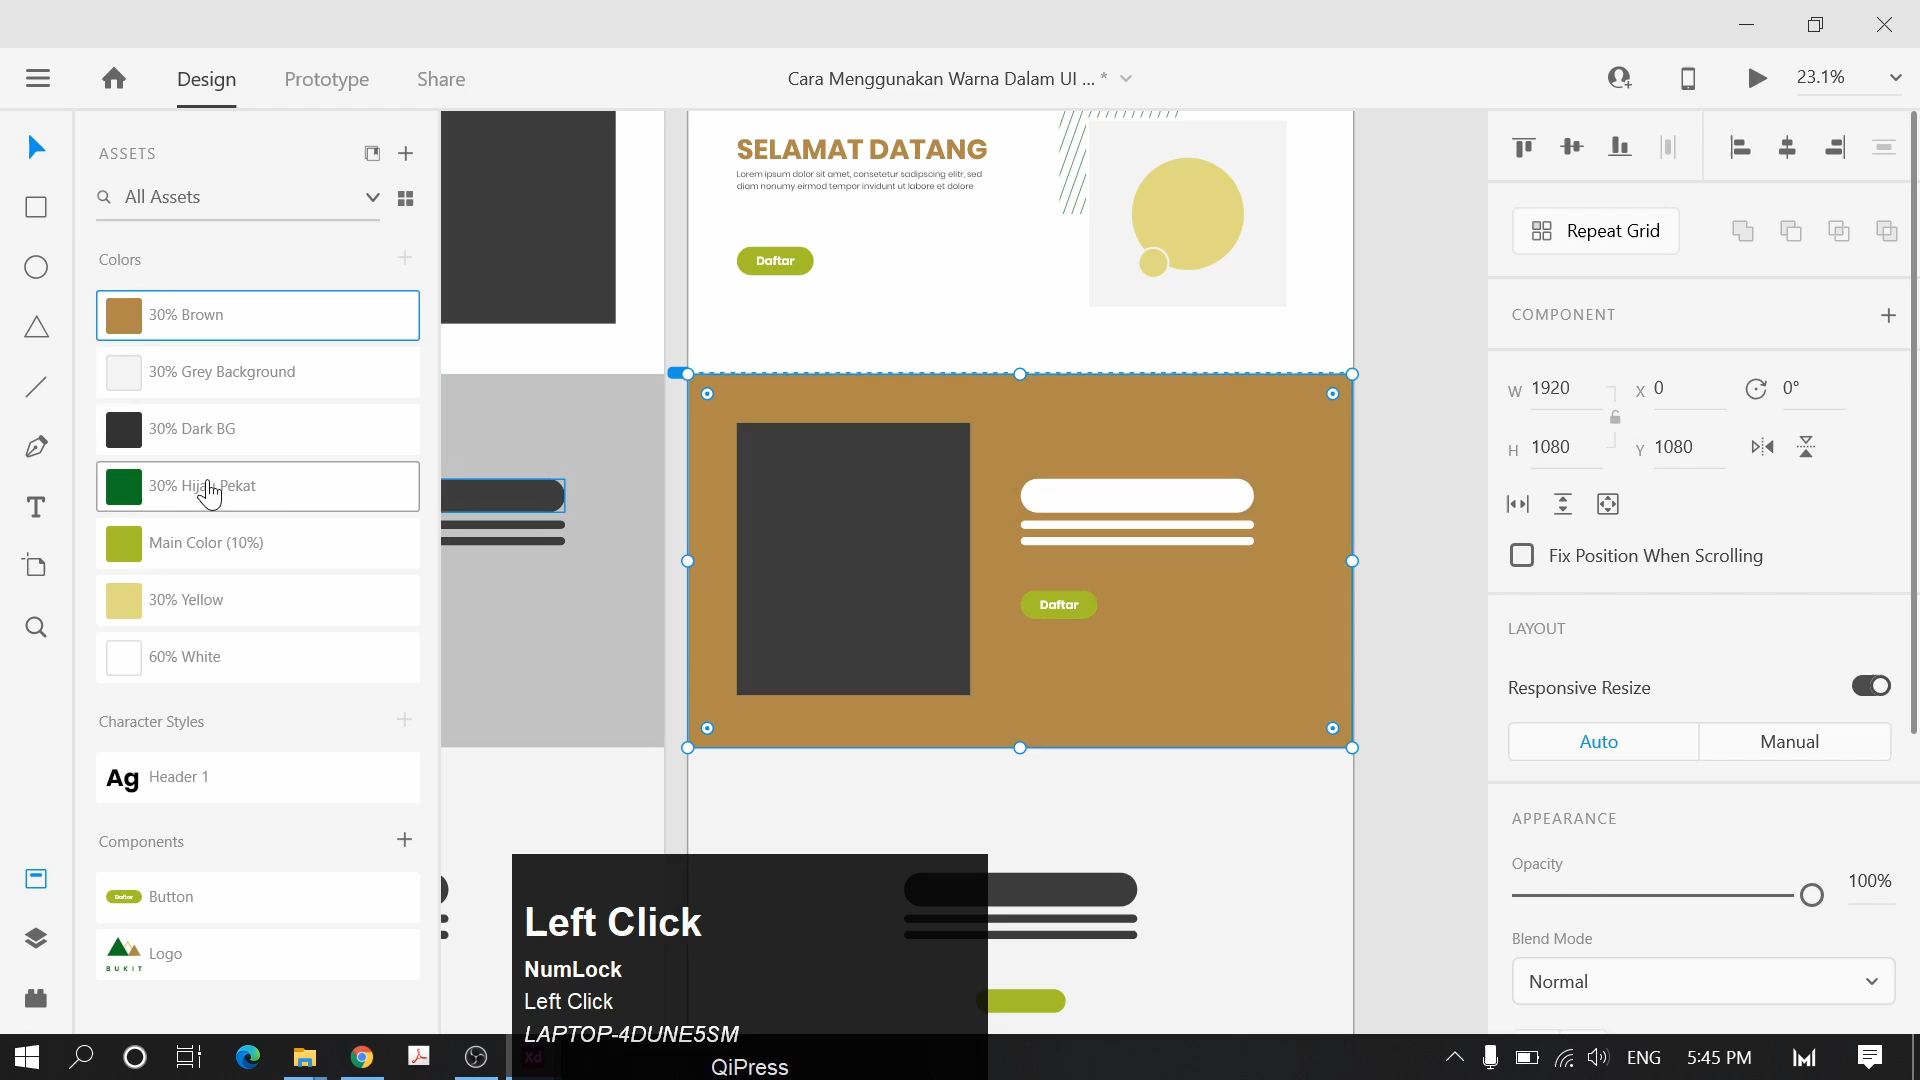 Design
Prototype
Share
Cara Menggunakan Warna Dalam UI ... *
23.1%
ASSETS
All Assets
Colors
30% Brown
30% Grey Background
30% Dark BG
30% Hijau Pekat
Main Color (10%)
30% Yellow
60% White
Character Styles
Ag Header 1
Components
Daftar Button
BUKIT Logo
SELAMAT DATANG
Lorem ipsum dolor sit amet, consetetur sadipscing elitr, sed
diam nonumy eirmod tempor invidunt ut labore et dolore
Daftar
Daftar
Repeat Grid
COMPONENT
W 1920 X 0 0°
H 1080 Y 1080
Fix Position When Scrolling
LAYOUT
Responsive Resize
Auto Manual
APPEARANCE
Opacity
100%
Blend Mode
Normal
Left Click
NumLock
Left Click
LAPTOP-4DUNE5SM
QiPress
Xd
ENG
5:45 PM